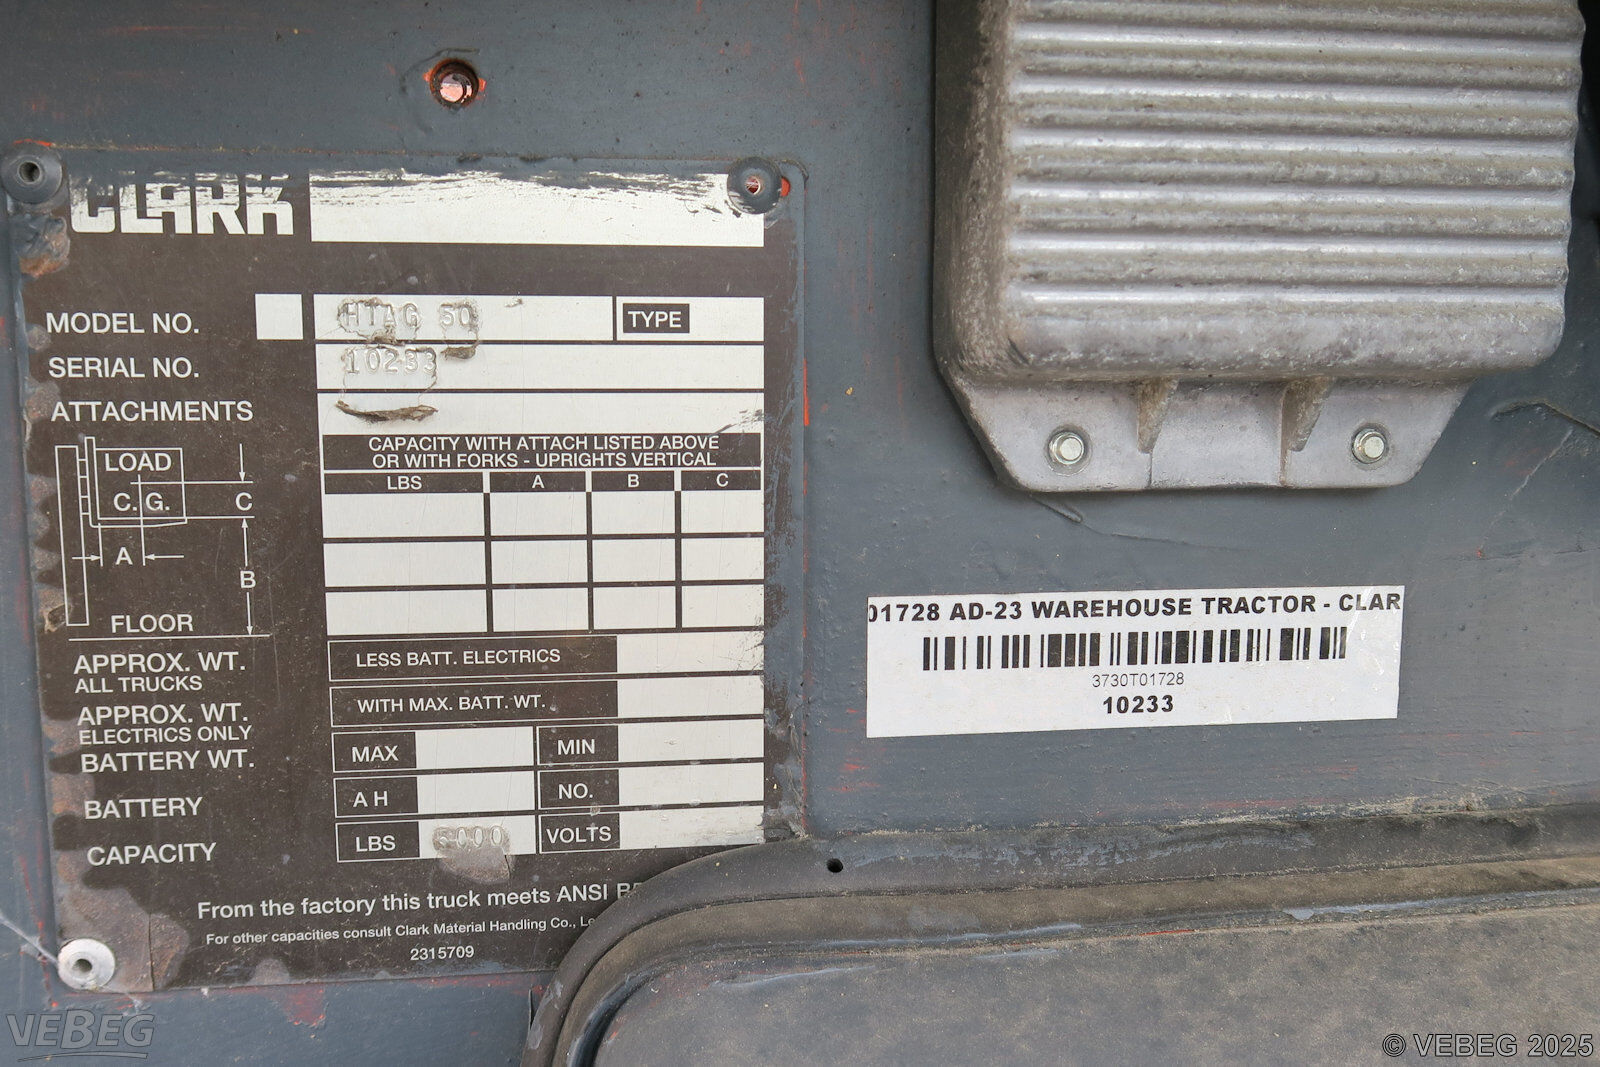 CLARK
MODEL NO. HTAG 50 TYPE
SERIAL NO. 10233
ATTACHMENTS
CAPACITY WITH ATTACH LISTED ABOVE
OR WITH FORKS - UPRIGHTS VERTICAL
LBS A B C
LOAD
C. G. C
A
B
FLOOR
APPROX. WT.
ALL TRUCKS
LESS BATT. ELECTRICS
APPROX. WT.
ELECTRICS ONLY
WITH MAX. BATT. WT.
BATTERY WT. MAX MIN
BATTERY A H NO.
CAPACITY LBS 6000 VOLTS
From the factory this truck meets ANSI
For other capacities consult Clark Material Handling Co.,
2315709
01728 AD-23 WAREHOUSE TRACTOR - CLAR
3730T01728
10233
VEBEG
© VEBEG 2025